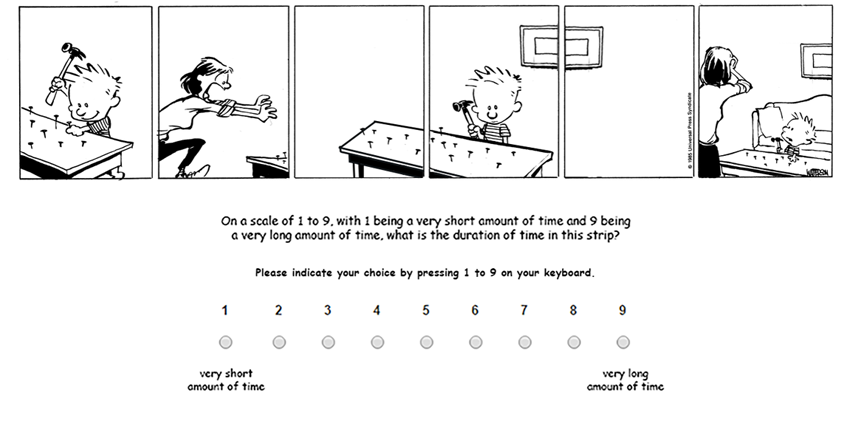 © 1985 Universal Press Syndicate
WATTERSON
On a scale of 1 to 9, with 1 being a very short amount of time and 9 being
a very long amount of time, what is the duration of time in this strip?
Please indicate your choice by pressing 1 to 9 on your keyboard.
1 2 3 4 5 6 7 8 9
very short
amount of time
very long
amount of time